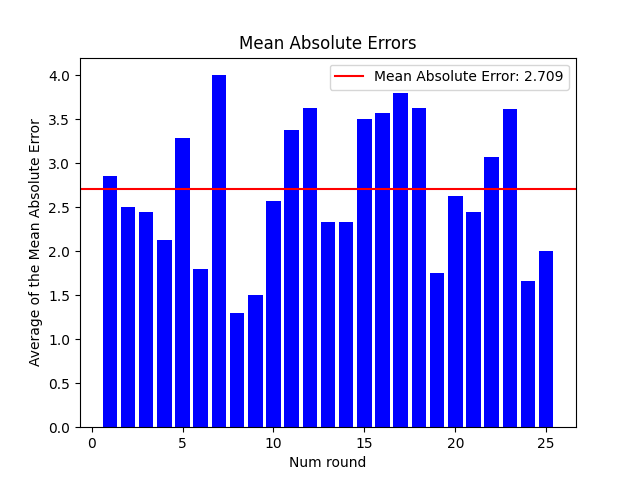 Mean Absolute Errors
Mean Absolute Error: 2.709
Average of the Mean Absolute Error
4.0
3.5
3.0
2.5
2.0
1.5
1.0
0.5
0.0
0 5 10 15 20 25
Num round